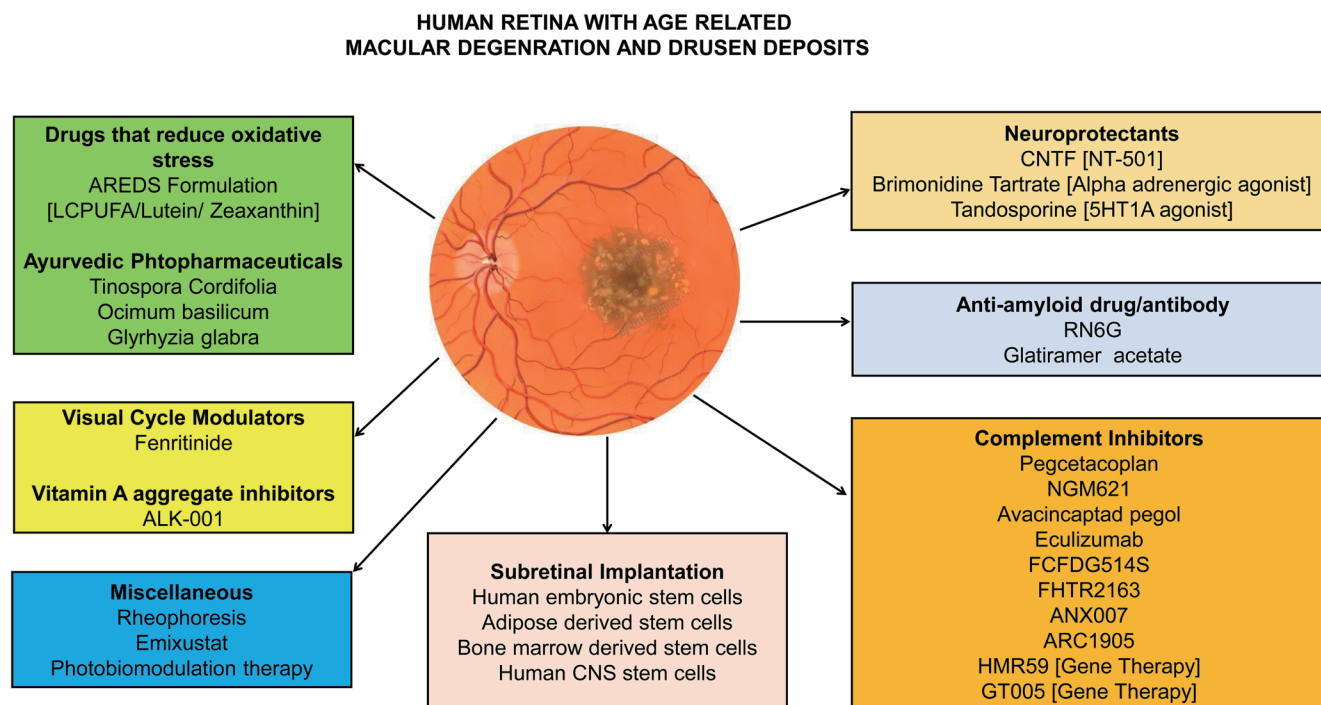 HUMAN RETINA WITH AGE RELATED
MACULAR DEGENRATION AND DRUSEN DEPOSITS
Drugs that reduce oxidative
stress
AREDS Formulation
[LCPUFA/Lutein/ Zeaxanthin]
Ayurvedic Phtopharmaceuticals
Tinospora Cordifolia
Ocimum basilicum
Glyrhyzia glabra
Visual Cycle Modulators
Fenritinide
Vitamin A aggregate inhibitors
ALK-001
Miscellaneous
Rheophoresis
Emixustat
Photobiomodulation therapy
Subretinal Implantation
Human embryonic stem cells
Adipose derived stem cells
Bone marrow derived stem cells
Human CNS stem cells
Neuroprotectants
CNTF [NT-501]
Brimonidine Tartrate [Alpha adrenergic agonist]
Tandosporine [5HT1A agonist]
Anti-amyloid drug/antibody
RN6G
Glatiramer acetate
Complement Inhibitors
Pegcetacoplan
NGM621
Avacincaptad pegol
Eculizumab
FCFDG514S
FHTR2163
ANX007
ARC1905
HMR59 [Gene Therapy]
GT005 [Gene Therapy]